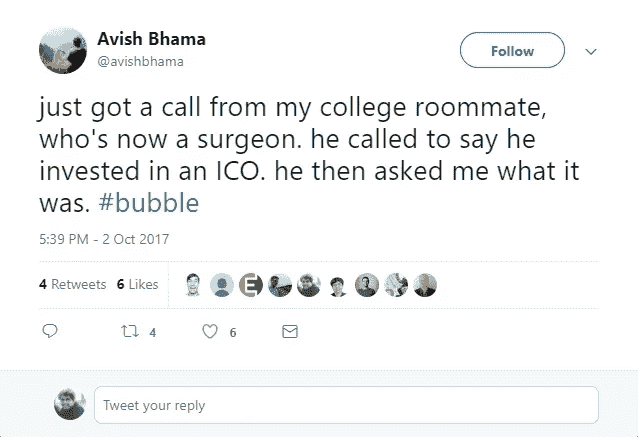 Avish Bhama
@avishbhama
Follow
just got a call from my college roommate,
who's now a surgeon. he called to say he
invested in an ICO. he then asked me what it
was. #bubble
5:39 PM - 2 Oct 2017
4 Retweets 6 Likes
E
4 6
Tweet your reply